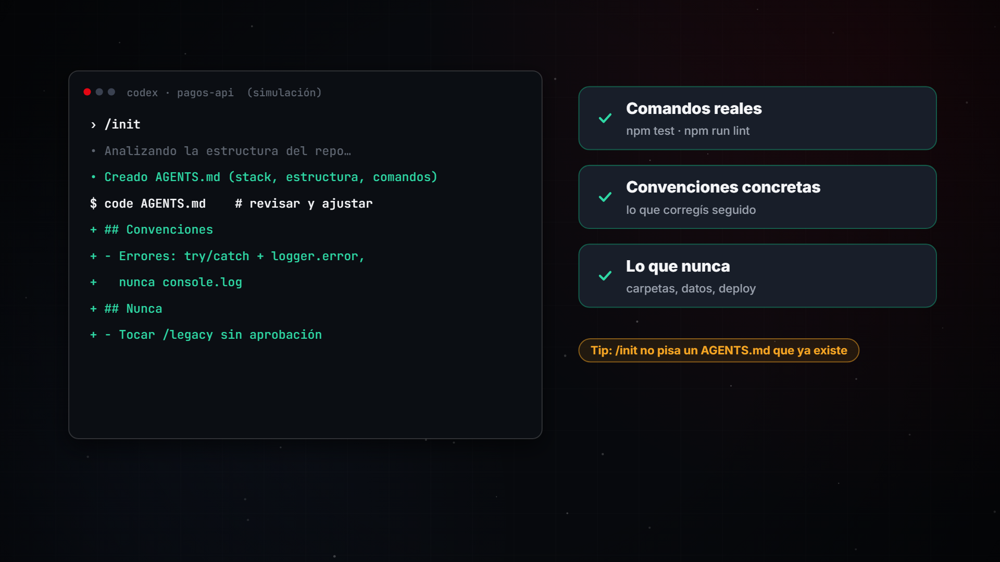 codex · pagos-api (simulación)
› /init
• Analizando la estructura del repo…
• Creado AGENTS.md (stack, estructura, comandos)
$ code AGENTS.md    # revisar y ajustar
+ ## Convenciones
+ - Errores: try/catch + logger.error,
+   nunca console.log
+ ## Nunca
+ - Tocar /legacy sin aprobación
Comandos reales
npm test · npm run lint
Convenciones concretas
lo que corregís seguido
Lo que nunca
carpetas, datos, deploy
Tip: /init no pisa un AGENTS.md que ya existe